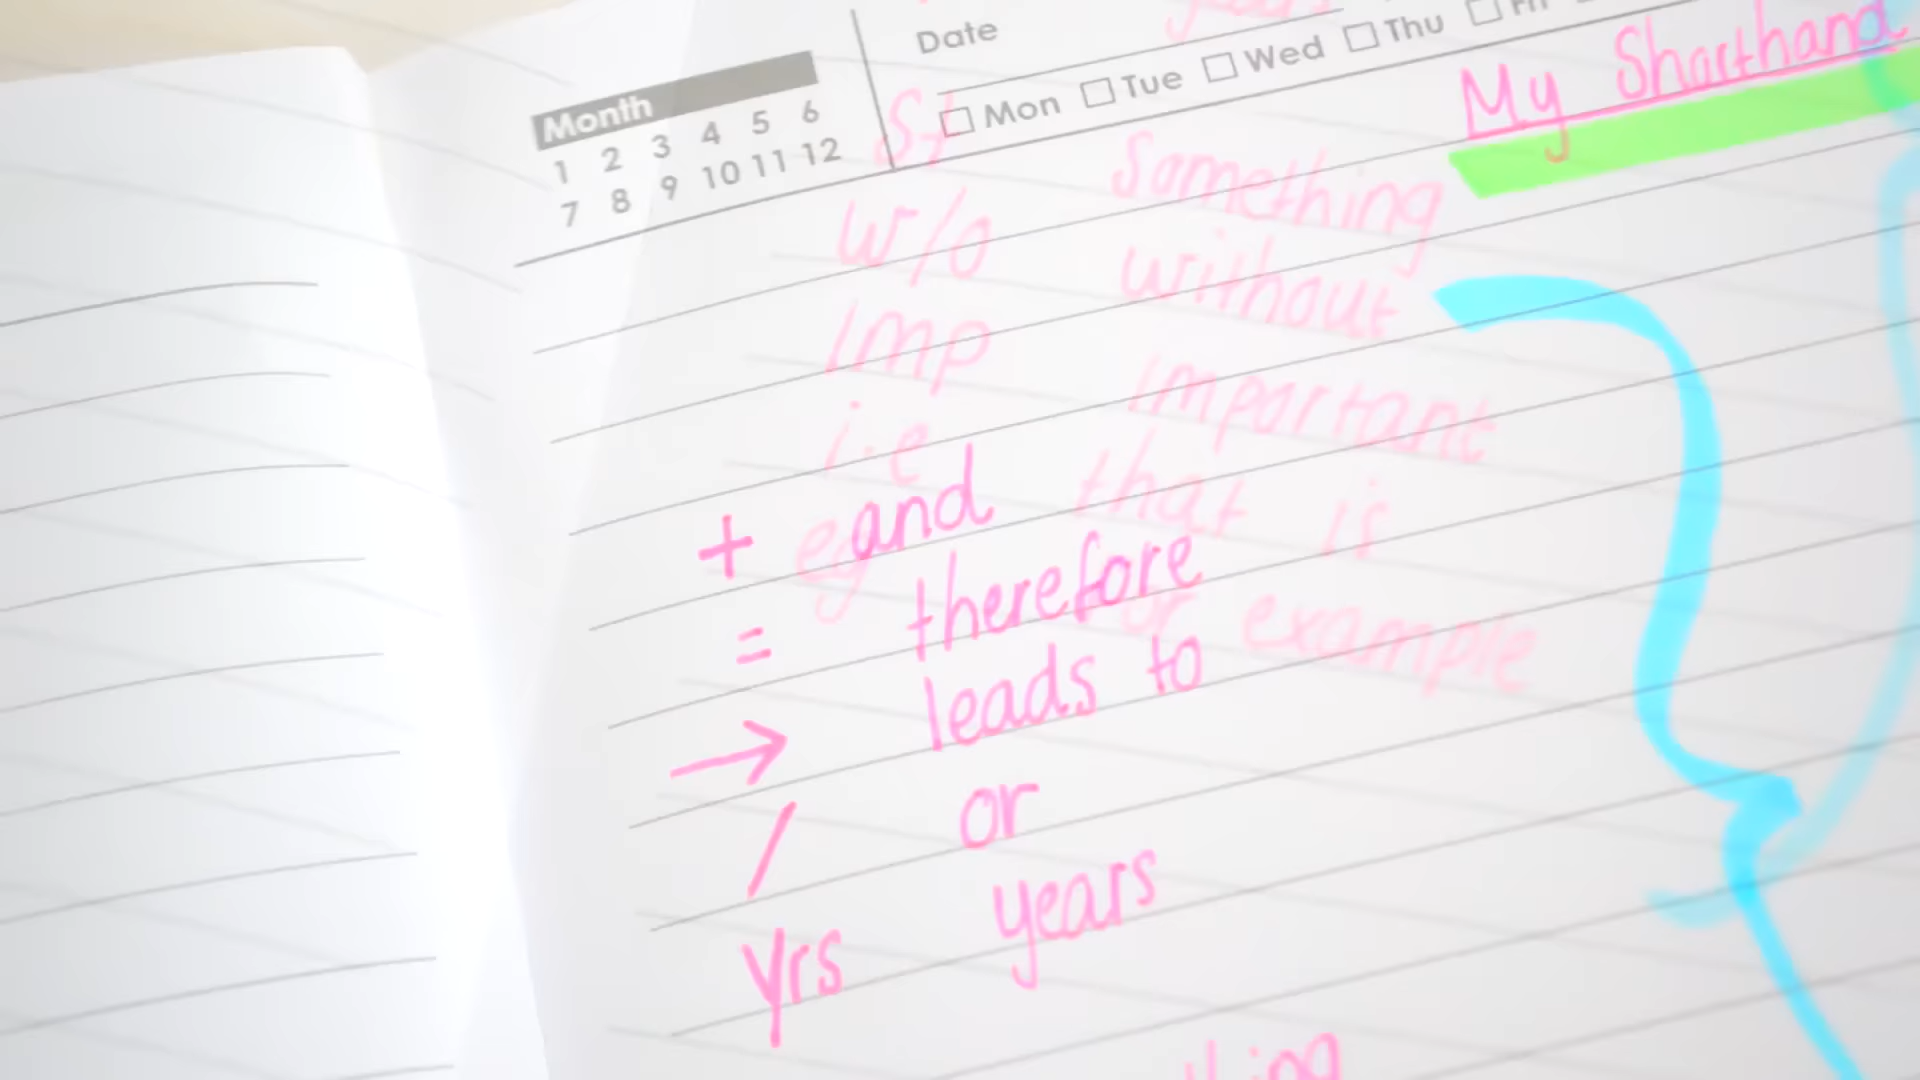 Date
Mon Tue Wed Thu Fri
Month
1 2 3 4 5 6
7 8 9 10 11 12
My Shorthand
+ and
= therefore
→ leads to
/ or
yrs years
St Something
w/o without
imp important
i.e that is
eg for example